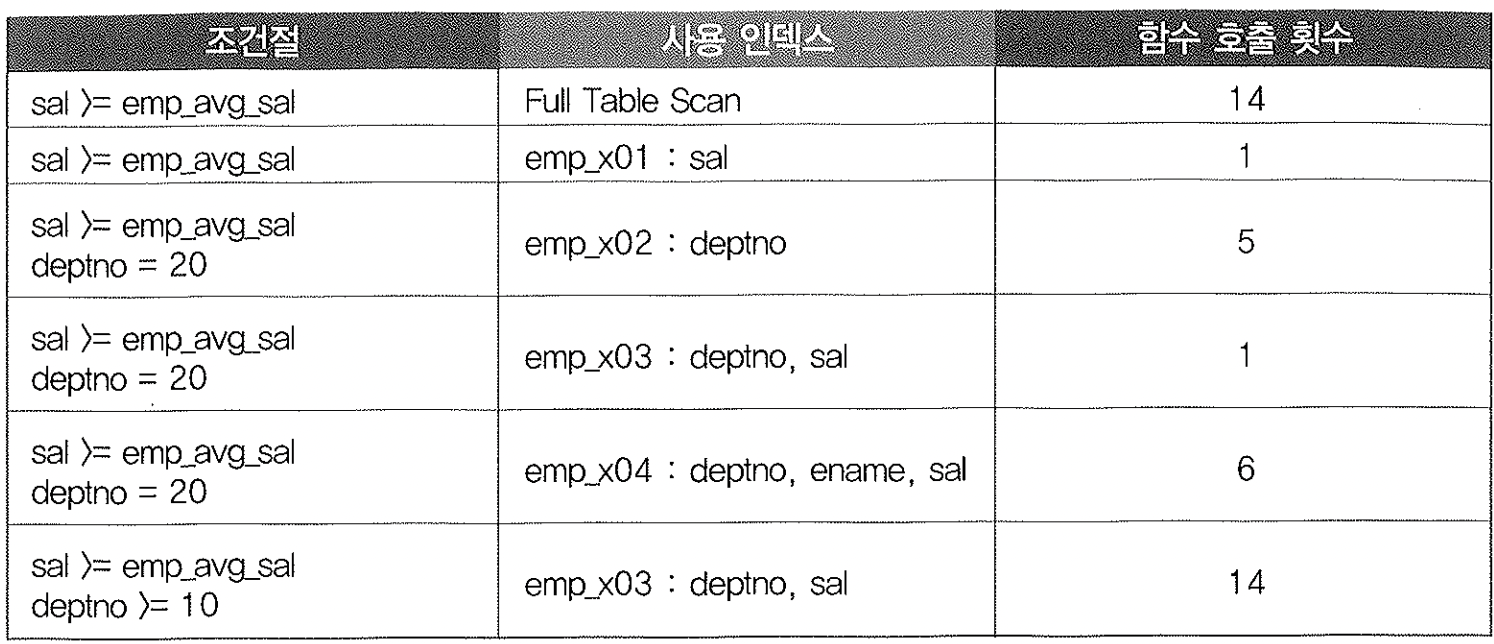 조건절 사용 인덱스 함수 호출 횟수
sal >= emp_avg_sal Full Table Scan 14
sal >= emp_avg_sal emp_x01 : sal 1
sal >= emp_avg_sal
deptno = 20
emp_x02 : deptno 5
sal >= emp_avg_sal
deptno = 20
emp_x03 : deptno, sal 1
sal >= emp_avg_sal
deptno = 20
emp_x04 : deptno, ename, sal 6
sal >= emp_avg_sal
deptno >= 10
emp_x03 : deptno, sal 14